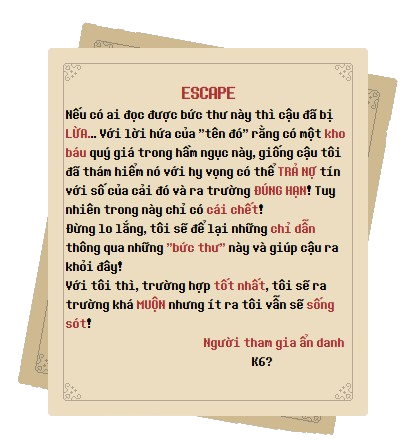 ESCAPE
Nếu có ai đọc được bức thư này thì cậu đã bị
LỪA... Với lời hứa của "tên đó" rằng có một kho
báu quý giá trong hầm ngục này, giống cậu tôi
đã thám hiểm nó với hy vọng có thể TRẢ NỢ tín
với số của cải đó và ra trường ĐÚNG HẠN! Tuy
nhiên trong này chỉ có cái chết!
Đừng lo lắng, tôi sẽ để lại những chỉ dẫn
thông qua những "bức thư" này và giúp cậu ra
khỏi đây!
Với tôi thì, trường hợp tốt nhất, tôi sẽ ra
trường khá MUỘN nhưng ít ra tôi vẫn sẽ sống
sót!
Người tham gia ẩn danh
K6?